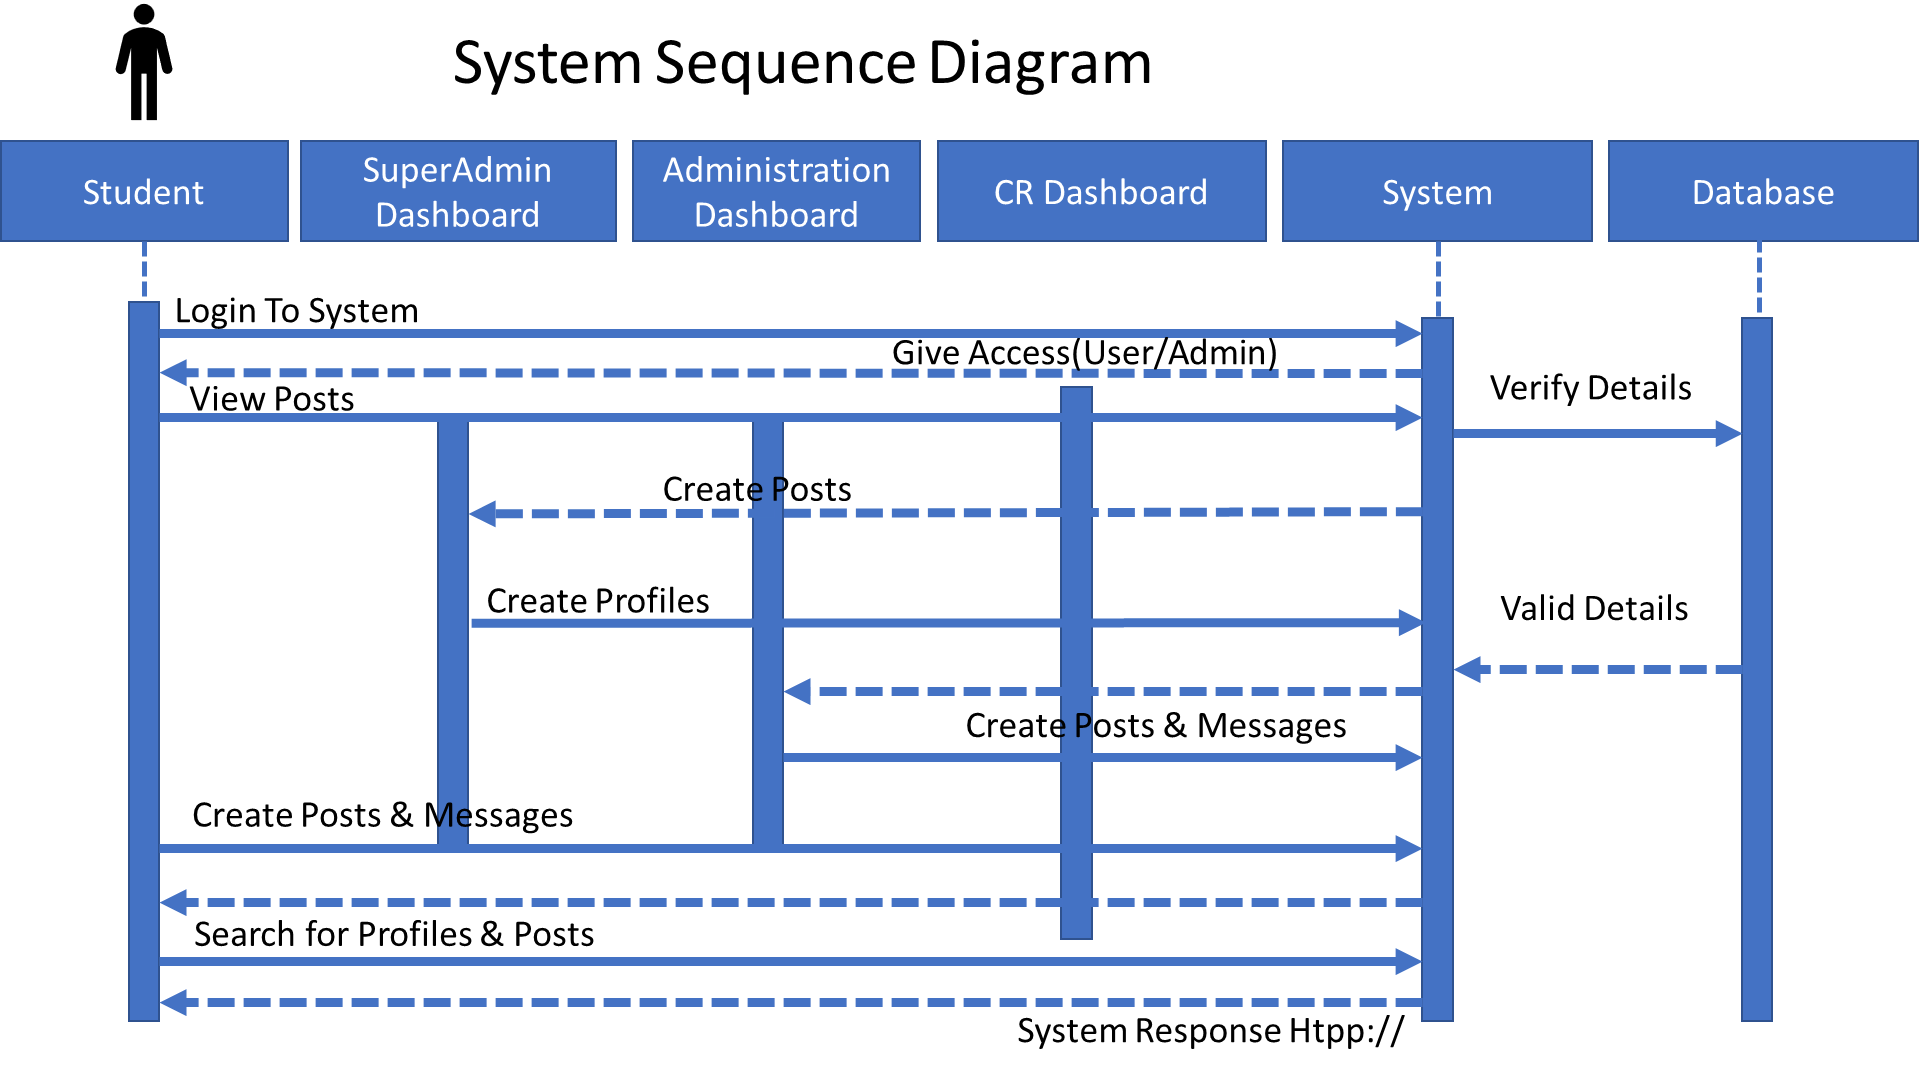 System Sequence Diagram
Student
SuperAdmin
Dashboard
Administration
Dashboard
CR Dashboard
System
Database
Login To System
Give Access(User/Admin)
View Posts
Verify Details
Create Posts
Create Profiles
Valid Details
Create Posts & Messages
Create Posts & Messages
Search for Profiles & Posts
System Response Htpp://